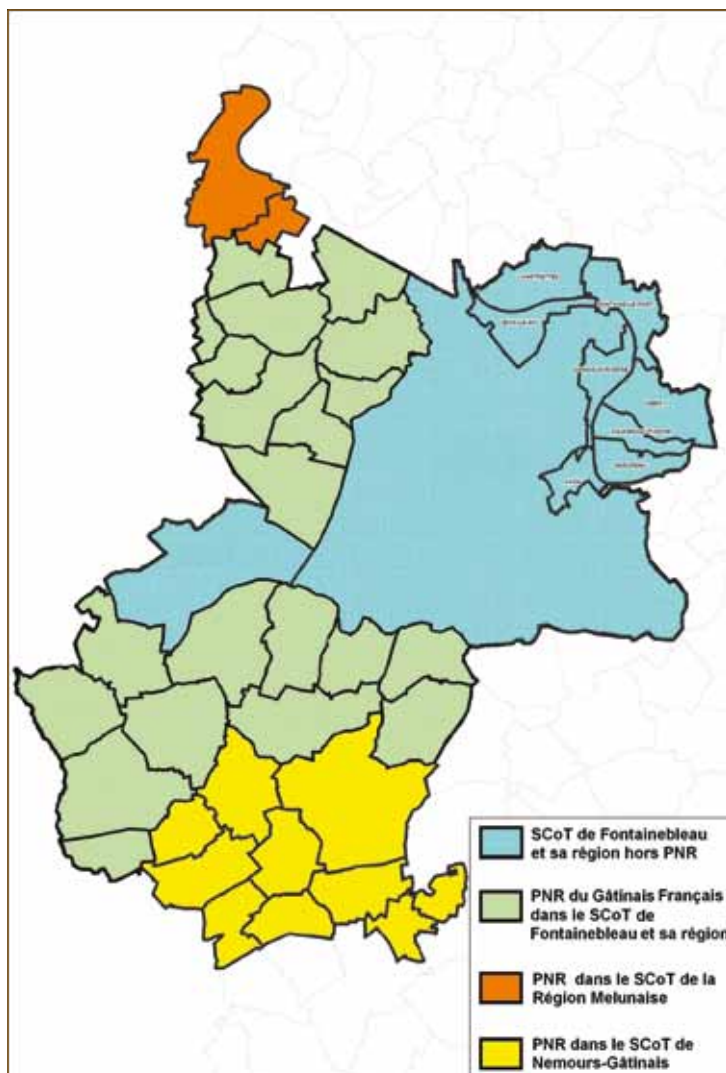 SCoT de Fontainebleau
et sa région hors PNR
PNR du Gâtinais Français
dans le SCoT de
Fontainebleau et sa région
PNR dans le SCoT de la
Région Melunaise
PNR dans le SCoT de
Nemours-Gâtinais